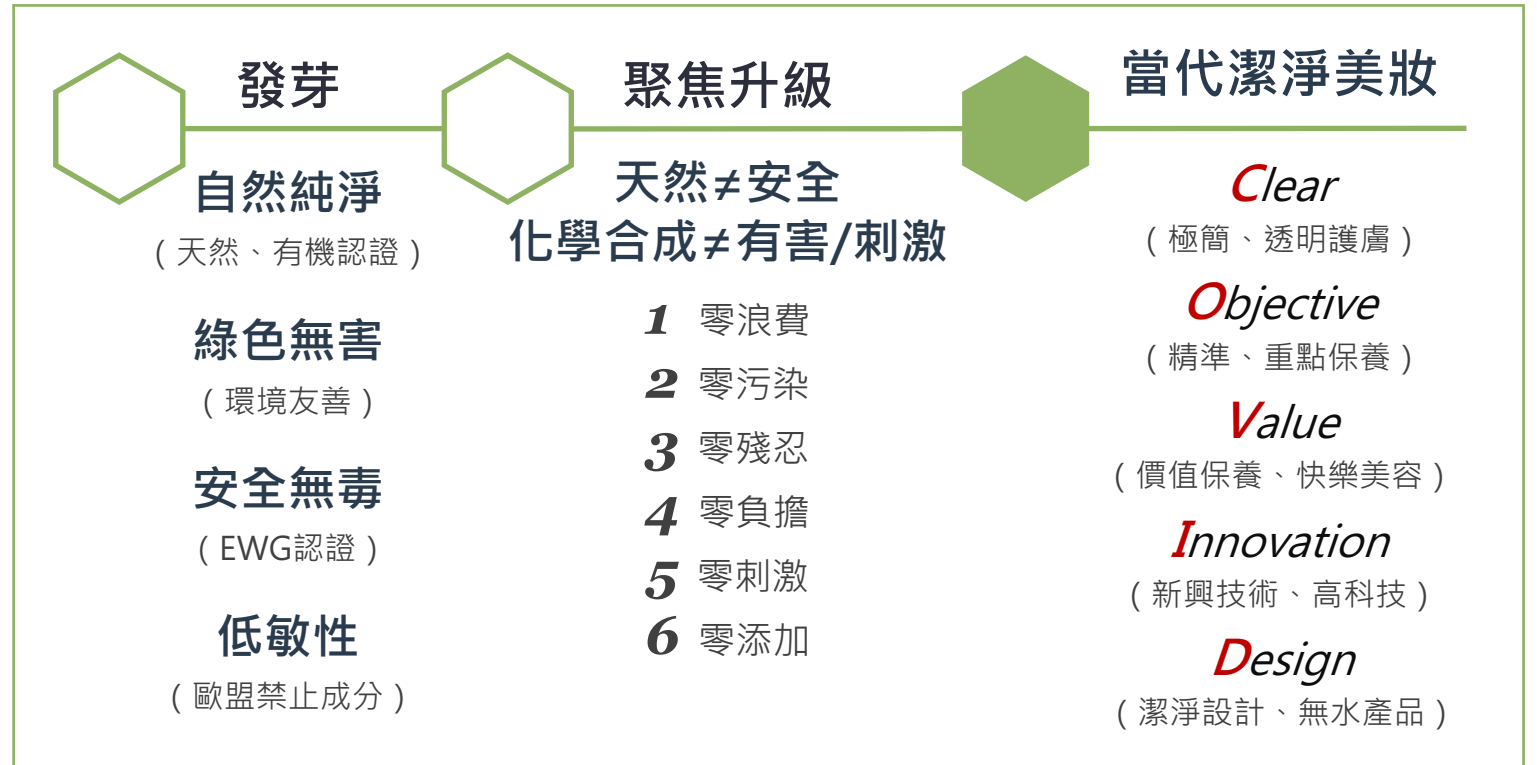 發芽
自然純淨
(天然、有機認證)
綠色無害
(環境友善)
安全無毒
(EWG認證)
低敏性
(歐盟禁止成分)
聚焦升級
天然≠安全
化學合成≠有害/刺激
1 零浪費
2 零污染
3 零殘忍
4 零負擔
5 零刺激
6 零添加
當代潔淨美妝
Clear
(極簡、透明護膚)
Objective
(精準、重點保養)
Value
(價值保養、快樂美容)
Innovation
(新興技術、高科技)
Design
(潔淨設計、無水產品)